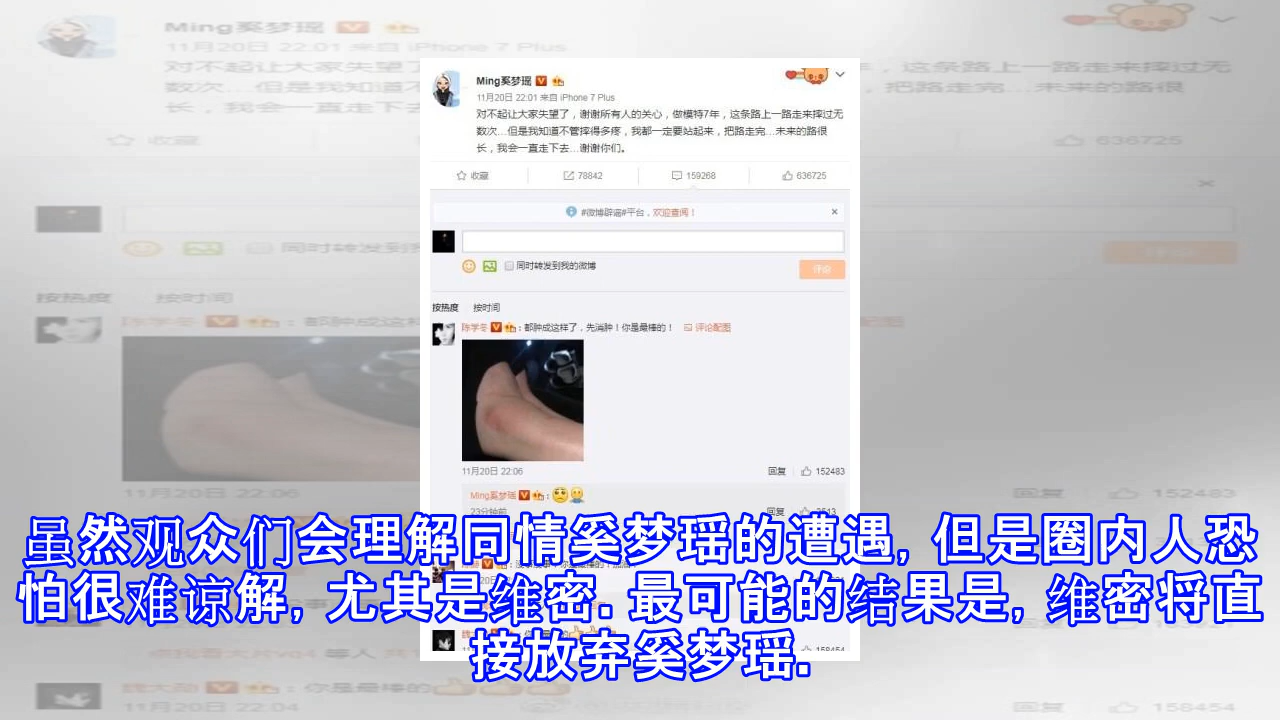 Ming奚梦瑶
11月20日 22:01 来自 iPhone 7 Plus
对不起让大家失望了，谢谢所有人的关心，做模特7年，这条路上一路走来摔过无
数次...但是我知道不管摔得多疼，我都一定要站起来，把路走完...未来的路很
长，我会一直走下去...谢谢你们。
收藏 78842 159268 636725
#微博辟谣#平台，欢迎查阅！
同时转发到我的微博 评论
按热度 按时间
陈学冬：都肿成这样了，先消肿！你是最棒的！ 评论配图
11月20日 22:06 回复 152483
Ming奚梦瑶：
23分钟前 回复
虽然观众们会理解同情奚梦瑶的遭遇, 但是圈内人恐
怕很难谅解, 尤其是维密. 最可能的结果是, 维密将直
接放弃奚梦瑶.